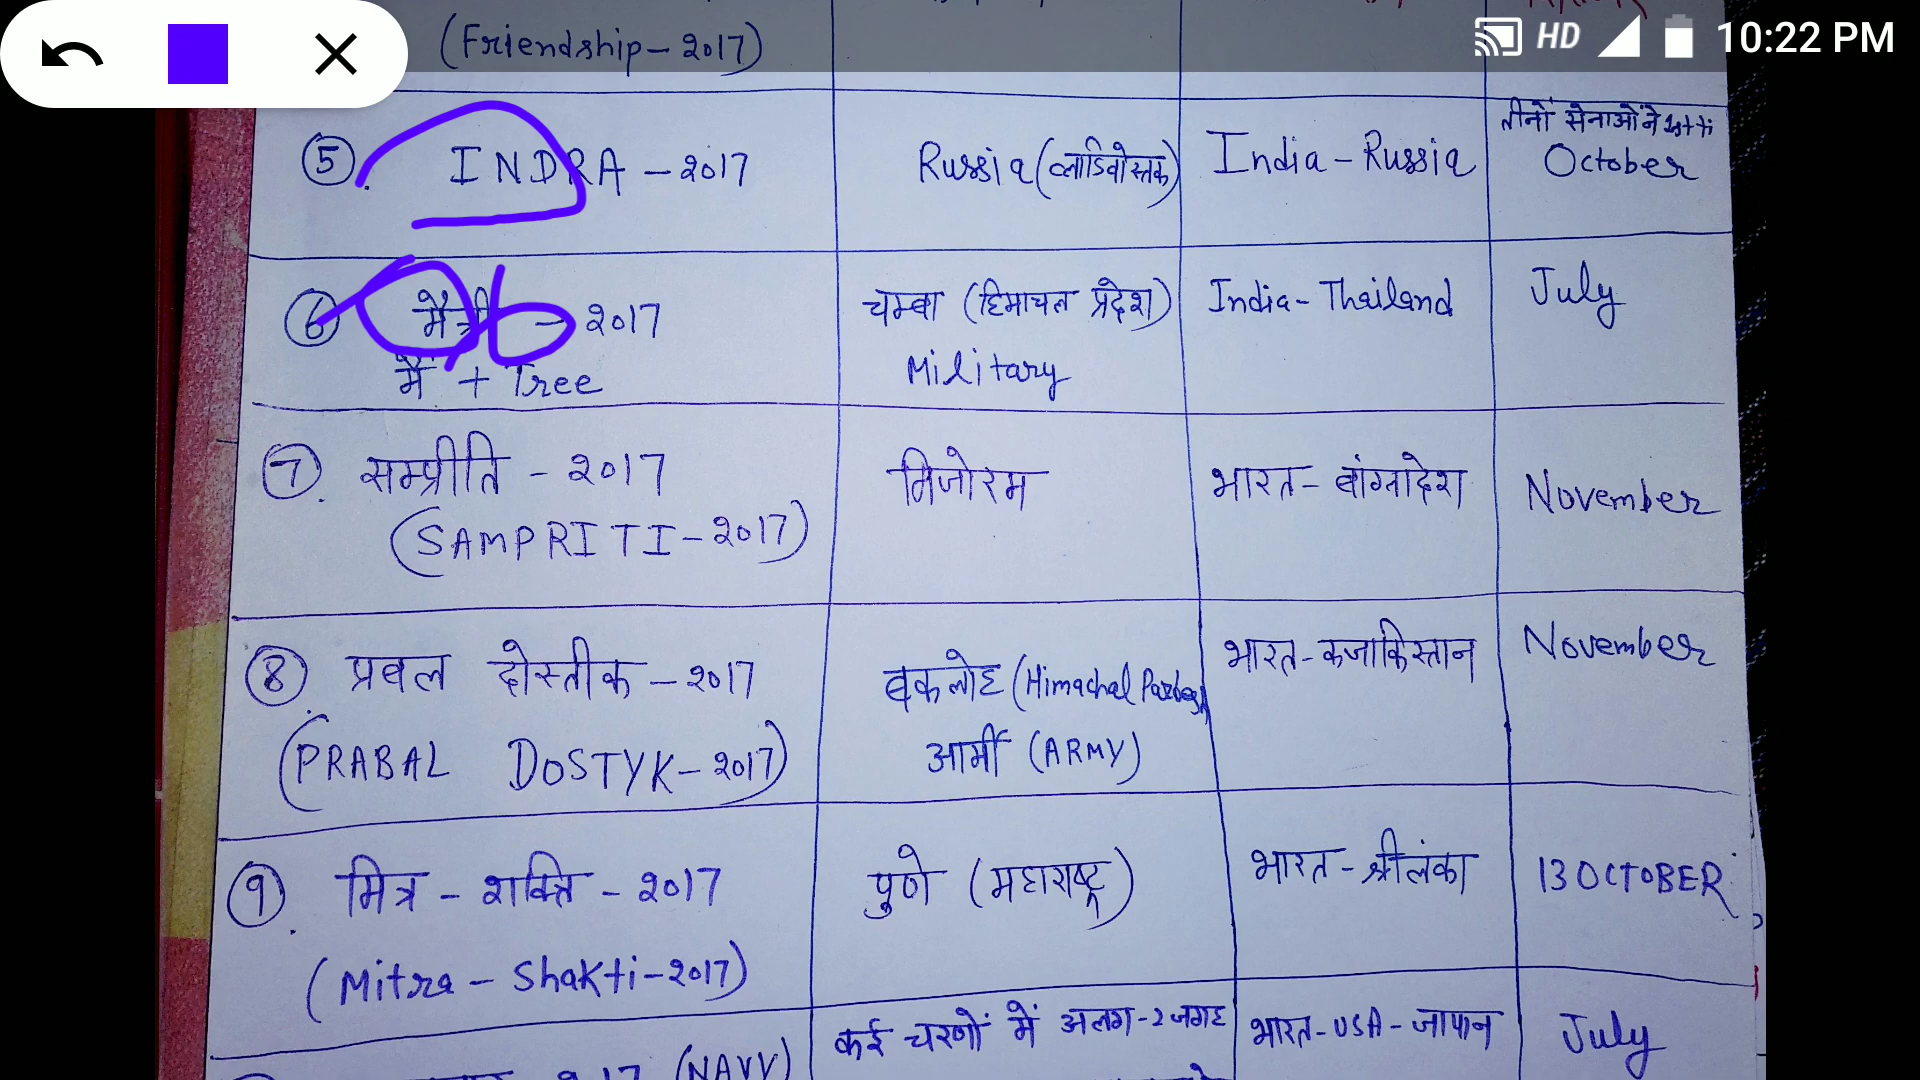 10:22 PM
HD
(Friendship-2017)
⑤. INDRA - 2017
Russia (व्लाडिवोस्तक)
India - Russia
तीनों सेनाओं ने
October
⑥ मैत्री - 2017
मैं + Tree
चम्बा (हिमाचल प्रदेश)
Military
India - Thailand
July
⑦. सम्प्रीति - 2017
(SAMPRITI - 2017)
मिजोरम
भारत - बांग्लादेश
November
⑧. प्रबल दोस्तीक - 2017
(PRABAL DOSTYK - 2017)
बकलोह (Himachal
आर्मी (ARMY)
भारत - कजाकिस्तान
November
⑨. मित्र - शक्ति - 2017
(Mitra - Shakti - 2017)
पुणे (महाराष्ट्र)
भारत - श्रीलंका
13 OCTOBER
2017 (NAVY)
कई चरणों में अलग-2 जगह
भारत - USA - जापान
July